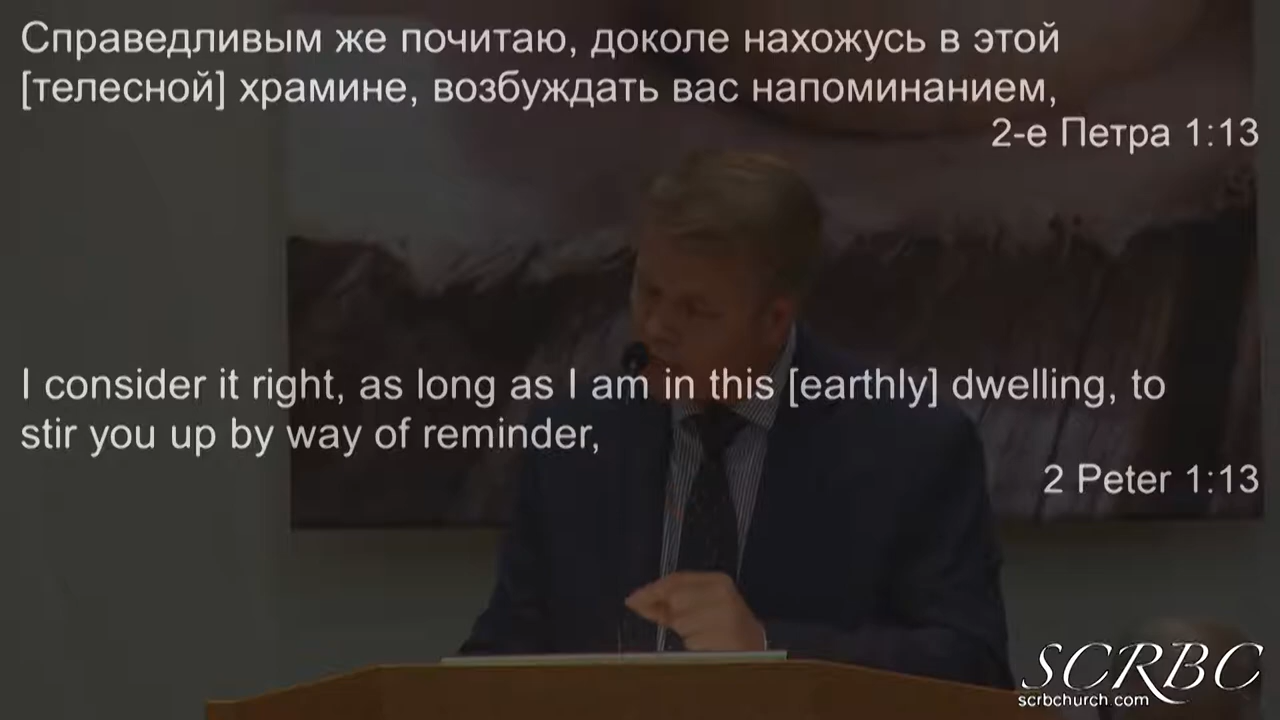 Справедливым же почитаю, доколе нахожусь в этой
[телесной] храмине, возбуждать вас напоминанием,
2-е Петра 1:13
I consider it right, as long as I am in this [earthly] dwelling, to
stir you up by way of reminder,
2 Peter 1:13
SCRBC
scrbchurch.com